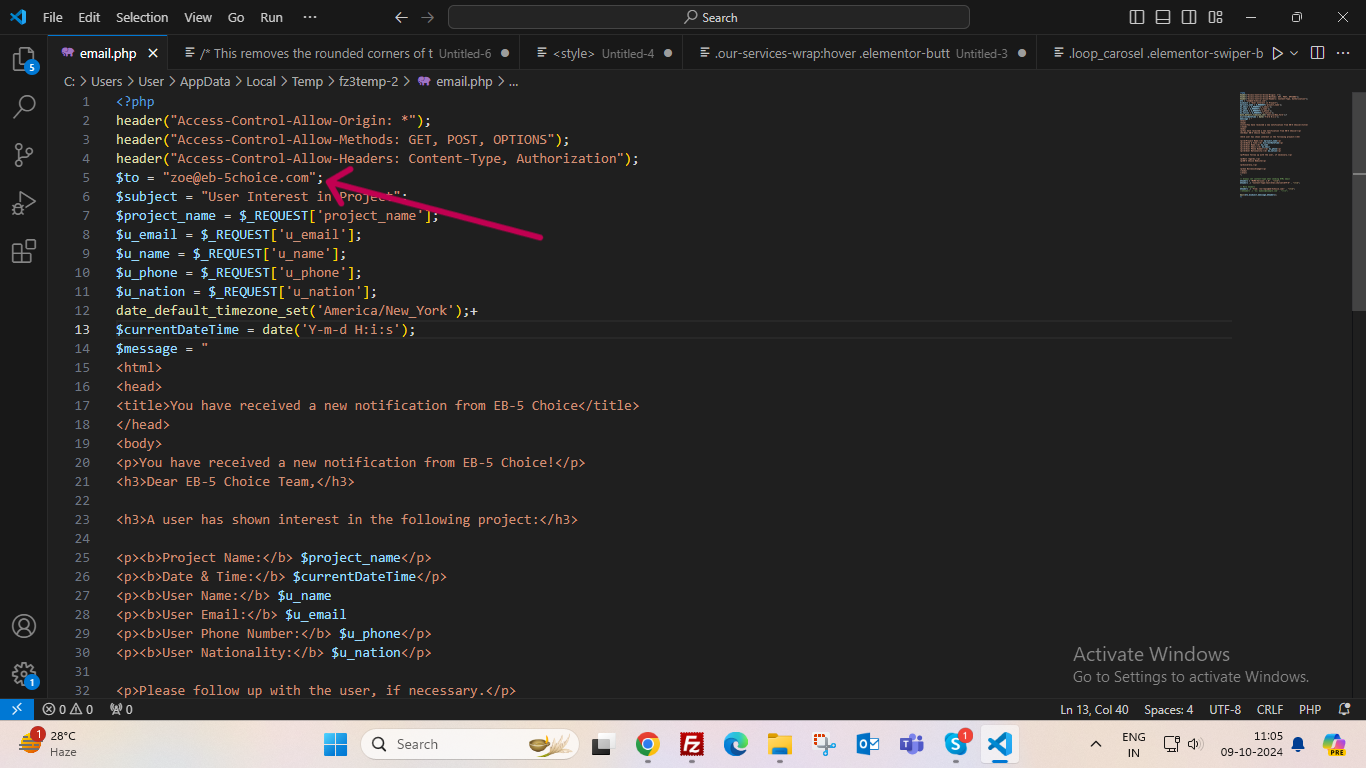 File Edit Selection View Go Run ··· Search
email.php /* This removes the rounded corners of t Untitled-6 <style> Untitled-4 .our-services-wrap:hover .elementor-butt Untitled-3 .loop_carosel .elementor-swiper-b
C: > Users > User > AppData > Local > Temp > fz3temp-2 > email.php > ...
1 <?php
2 header("Access-Control-Allow-Origin: *");
3 header("Access-Control-Allow-Methods: GET, POST, OPTIONS");
4 header("Access-Control-Allow-Headers: Content-Type, Authorization");
5 $to = "zoe@eb-5choice.com";
6 $subject = "User Interest in Project";
7 $project_name = $_REQUEST['project_name'];
8 $u_email = $_REQUEST['u_email'];
9 $u_name = $_REQUEST['u_name'];
10 $u_phone = $_REQUEST['u_phone'];
11 $u_nation = $_REQUEST['u_nation'];
12 date_default_timezone_set('America/New_York');+
13 $currentDateTime = date('Y-m-d H:i:s');
14 $message = "
15 <html>
16 <head>
17 <title>You have received a new notification from EB-5 Choice</title>
18 </head>
19 <body>
20 <p>You have received a new notification from EB-5 Choice!</p>
21 <h3>Dear EB-5 Choice Team,</h3>
22
23 <h3>A user has shown interest in the following project:</h3>
24
25 <p><b>Project Name:</b> $project_name</p>
26 <p><b>Date & Time:</b> $currentDateTime</p>
27 <p><b>User Name:</b> $u_name
28 <p><b>User Email:</b> $u_email
29 <p><b>User Phone Number:</b> $u_phone</p>
30 <p><b>User Nationality:</b> $u_nation</p>
31
32 <p>Please follow up with the user, if necessary.</p>
5
1
Activate Windows
Go to Settings to activate Windows.
0 0 0 Ln 13, Col 40 Spaces: 4 UTF-8 CRLF PHP
1 28°C
Haze
Search
1
ENG
IN
11:05
09-10-2024
PRE